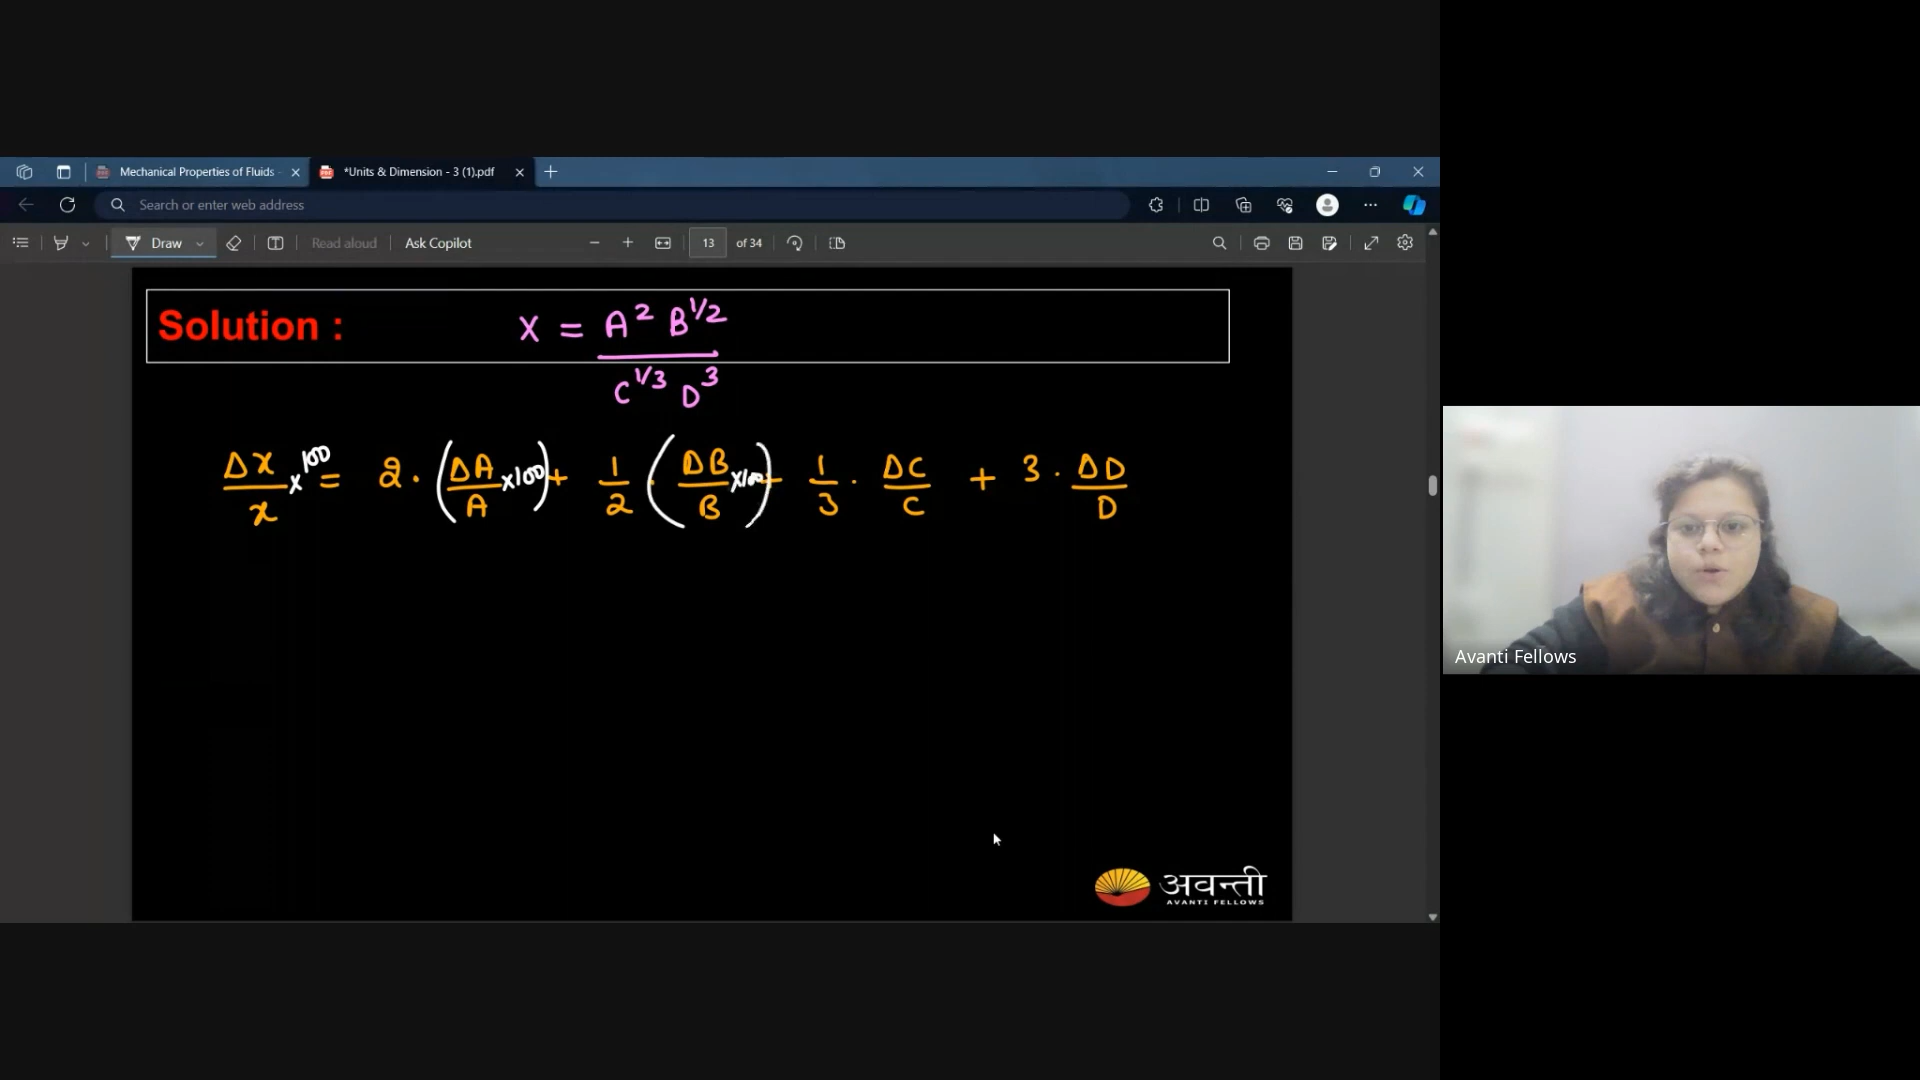 Mechanical Properties of Fluids -
*Units & Dimension - 3 (1).pdf
Search or enter web address
Draw
Read aloud
Ask Copilot
13 of 34
Solution :
X = A² B^1/2
C^1/3 D³
Δx/x ×100 = 2 · (ΔA/A ×100) + 1/2 · (ΔB/B ×100) + 1/3 · ΔC/C + 3 · ΔD/D
Avanti Fellows
अवन्ती
AVANTI FELLOWS